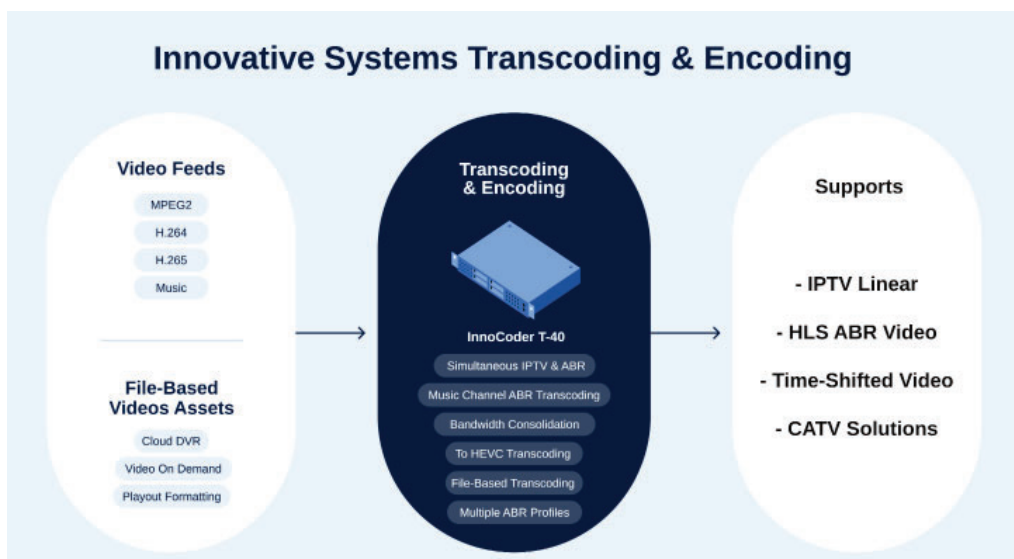 Innovative Systems Transcoding & Encoding
Video Feeds
MPEG2
H.264
H.265
Music
File-Based
Videos Assets
Cloud DVR
Video On Demand
Playout Formatting
Transcoding
& Encoding
InnoCoder T-40
Simultaneous IPTV & ABR
Music Channel ABR Transcoding
Bandwidth Consolidation
To HEVC Transcoding
File-Based Transcoding
Multiple ABR Profiles
Supports
- IPTV Linear
- HLS ABR Video
- Time-Shifted Video
- CATV Solutions